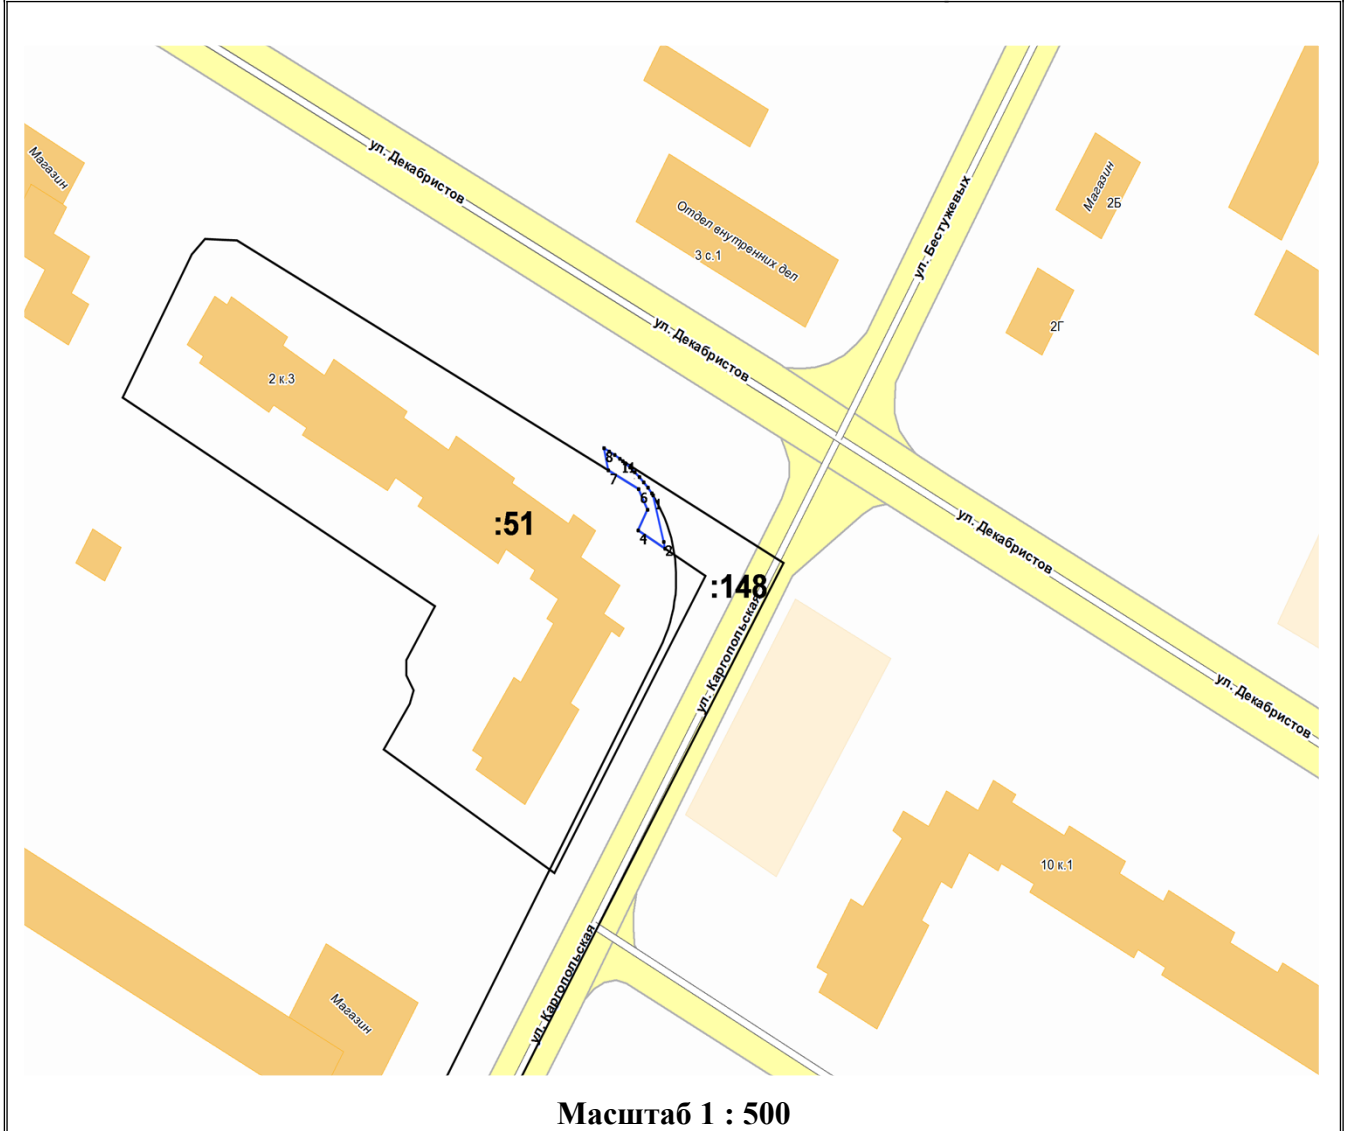 ул. Декабристов
Магазин
Отдел внутренних дел
3 с.1
ул. Бестужевых
Магазин
2Б
2Г
ул. Декабристов
2 к.3
8
11
7
6
1
4
2
:51
:148
ул. Декабристов
ул. Каргопольская
ул. Декабристов
10 к.1
ул. Каргопольская
Магазин
Масштаб 1 : 500